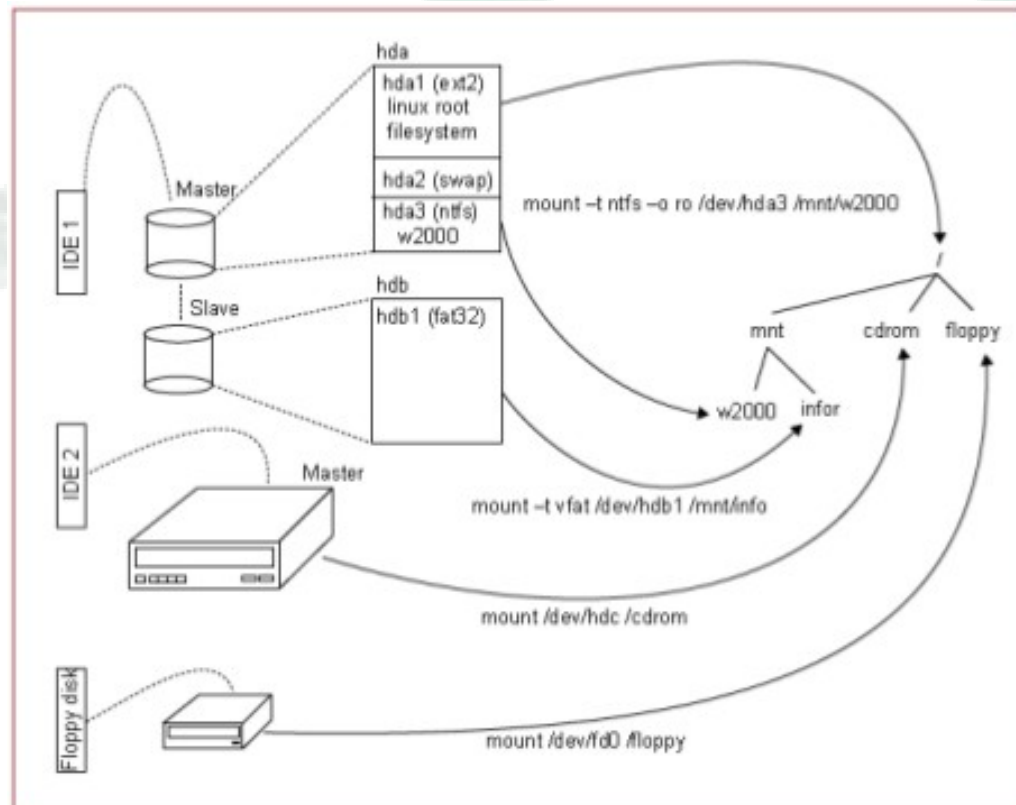 hda
hda1 (ext2)
linux root
filesystem
hda2 (swap)
hda3 (ntfs)
w2000
IDE 1
Master
Slave
mount –t ntfs –o ro /dev/hda3 /mnt/w2000
/
mnt
cdrom
floppy
w2000
infor
hdb
hdb1 (fat32)
mount –t vfat /dev/hdb1 /mnt/info
IDE 2
Master
mount /dev/hdc /cdrom
Floppy disk
mount /dev/fd0 /floppy